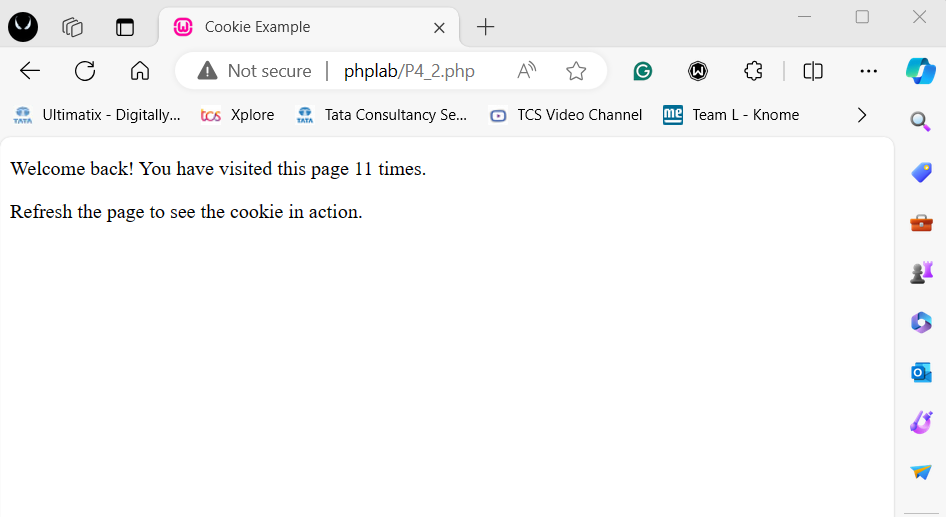 Cookie Example
Not secure phplab/P4_2.php
Ultimatix - Digitally... tcs Xplore TATA Tata Consultancy Se... TCS Video Channel me Team L - Knome
Welcome back! You have visited this page 11 times.
Refresh the page to see the cookie in action.